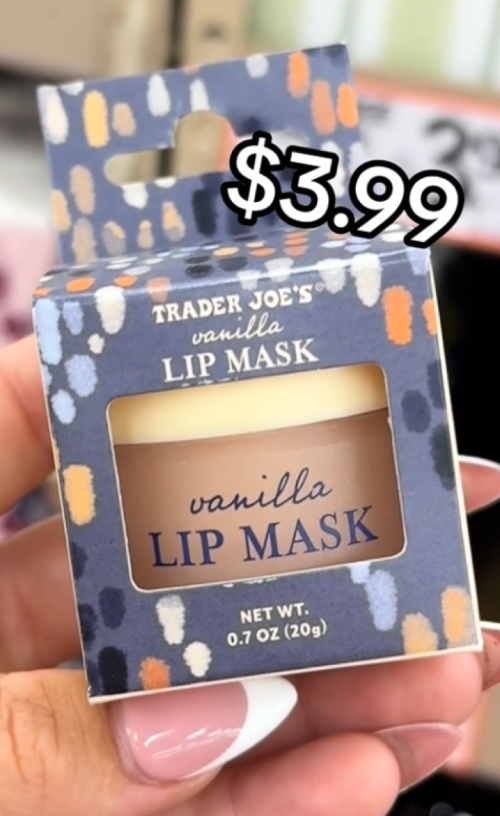 $3.99
TRADER JOE'S®
vanilla
LIP MASK
vanilla
LIP MASK
NET WT.
0.7 OZ (20g)